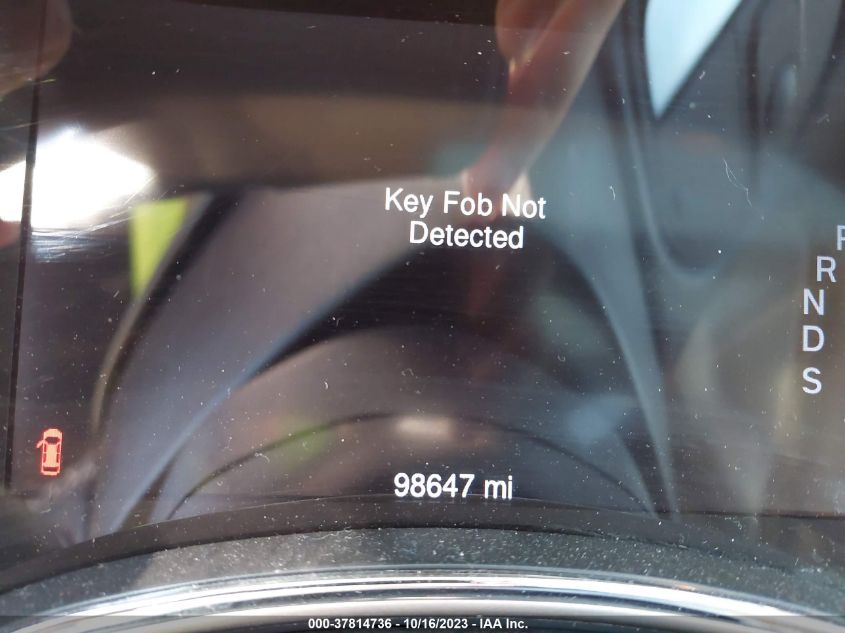 Key Fob Not
Detected
P
R
N
D
S
98647 mi
000-37814736 - 10/16/2023 - IAA Inc.